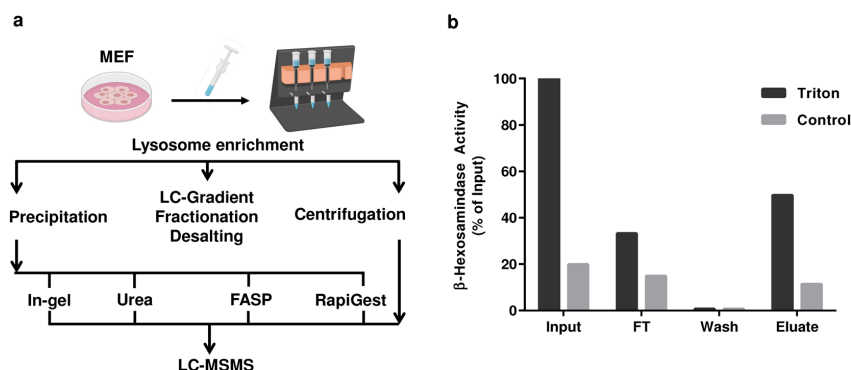 a
MEF
Lysosome enrichment
Precipitation
LC-Gradient
Fractionation
Desalting
Centrifugation
In-gel
Urea
FASP
RapiGest
LC-MSMS
b
β-Hexosamindase Activity
(% of Input)
100
80
60
40
20
0
Input
FT
Wash
Eluate
Triton
Control